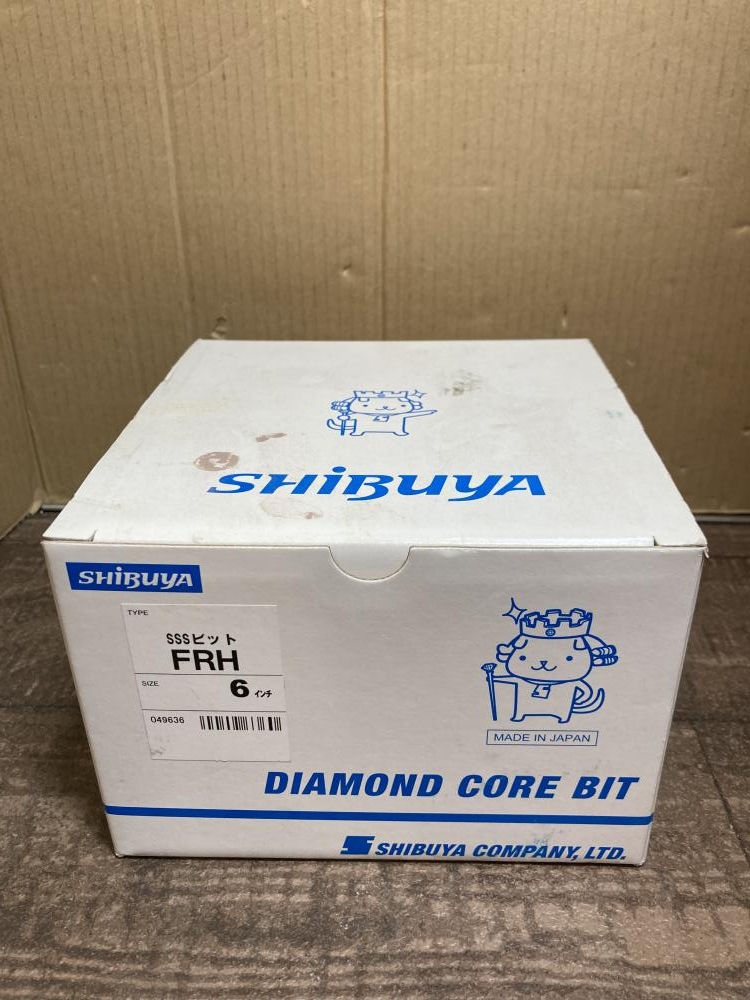 SHiBUYA
SHiBUYA
TYPE
SSSビット
FRH
SIZE
6 インチ
049636
MADE IN JAPAN
DIAMOND CORE BIT
SHIBUYA COMPANY, LTD.